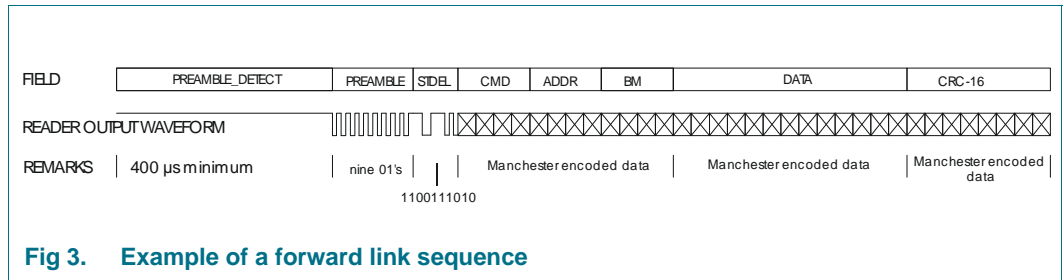 FIELD PREAMBLE_DETECT PREAMBLE STDEL CMD ADDR BM DATA CRC-16
READER OUTPUT WAVEFORM
REMARKS 400 µs minimum nine 01's Manchester encoded data Manchester encoded data Manchester encoded data
1100111010
Fig 3. Example of a forward link sequence